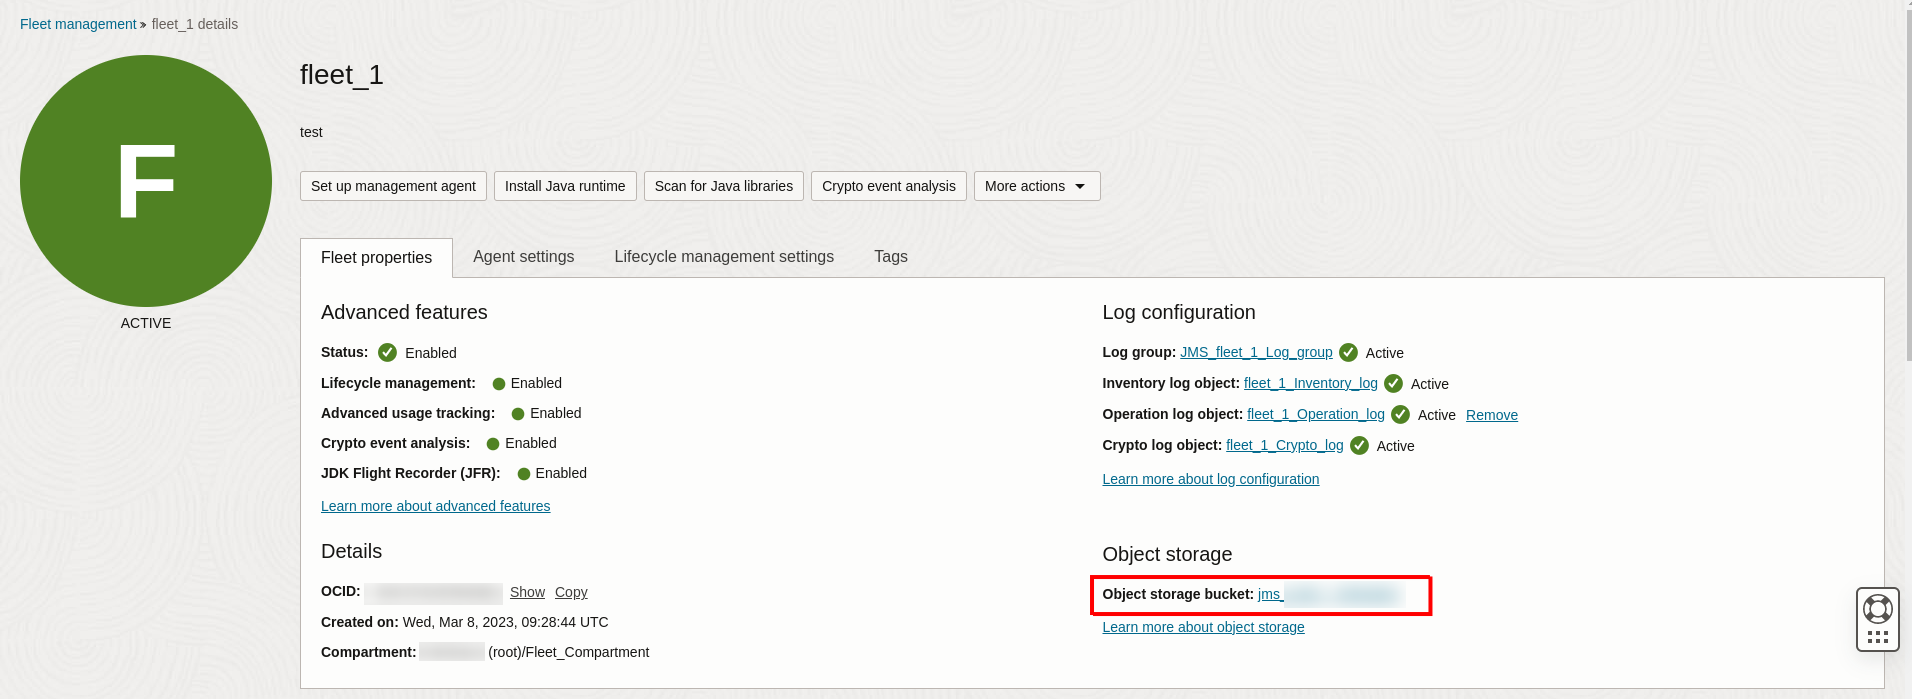 Fleet management » fleet_1 details
F
ACTIVE
fleet_1
test
Set up management agent
Install Java runtime
Scan for Java libraries
Crypto event analysis
More actions
Fleet properties
Agent settings
Lifecycle management settings
Tags
Advanced features
Status: Enabled
Lifecycle management: Enabled
Advanced usage tracking: Enabled
Crypto event analysis: Enabled
JDK Flight Recorder (JFR): Enabled
Learn more about advanced features
Details
OCID: Show Copy
Created on: Wed, Mar 8, 2023, 09:28:44 UTC
Compartment: (root)/Fleet_Compartment
Log configuration
Log group: JMS_fleet_1_Log_group Active
Inventory log object: fleet_1_Inventory_log Active
Operation log object: fleet_1_Operation_log Active Remove
Crypto log object: fleet_1_Crypto_log Active
Learn more about log configuration
Object storage
Object storage bucket: jms_
Learn more about object storage